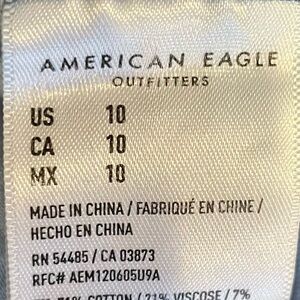 AMERICAN EAGLE
OUTFITTERS
US 10
CA 10
MX 10
MADE IN CHINA / FABRIQUÉ EN CHINE /
HECHO EN CHINA
RN 54485 / CA 03873
RFC# AEM120605U9A
COTTON / 21% VISCOSE / 7%